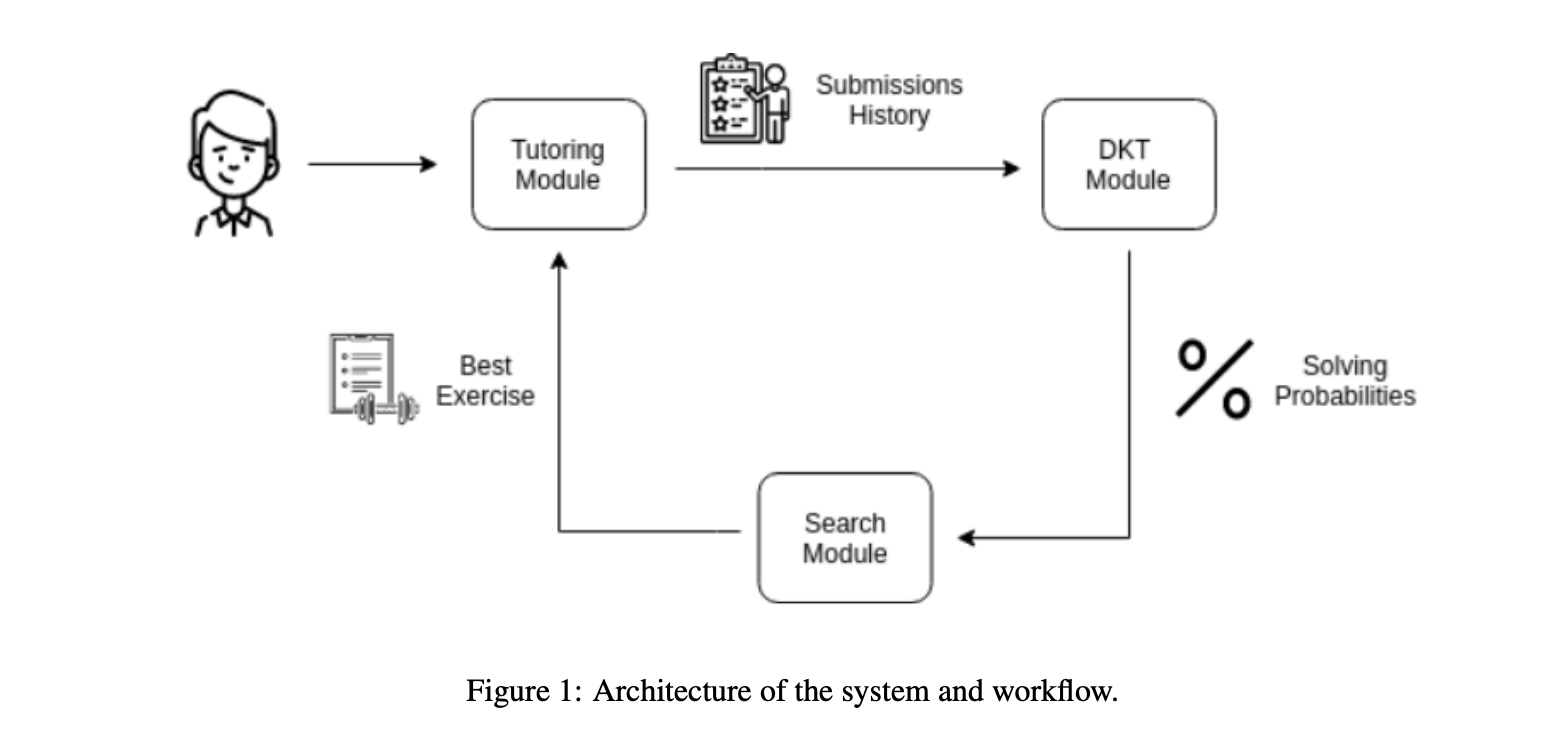 Submissions
History
Tutoring
Module
DKT
Module
Best
Exercise
Solving
Probabilities
Search
Module
Figure 1: Architecture of the system and workflow.